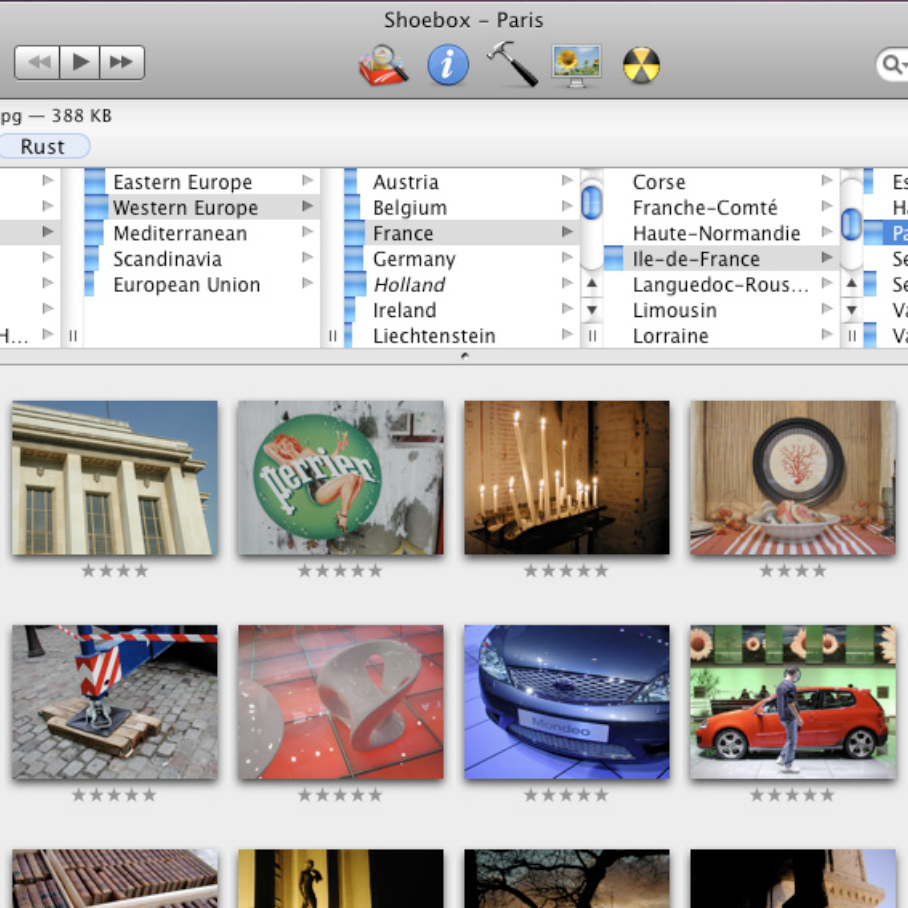 Shoebox – Paris
pg — 388 KB
Rust
Eastern Europe
Western Europe
Mediterranean
Scandinavia
European Union
H...
Austria
Belgium
France
Germany
Holland
Ireland
Liechtenstein
Corse
Franche-Comté
Haute-Normandie
Ile-de-France
Languedoc-Rous...
Limousin
Lorraine
Es
Ha
Pa
Se
Se
Va
Va
perrier
Mondeo